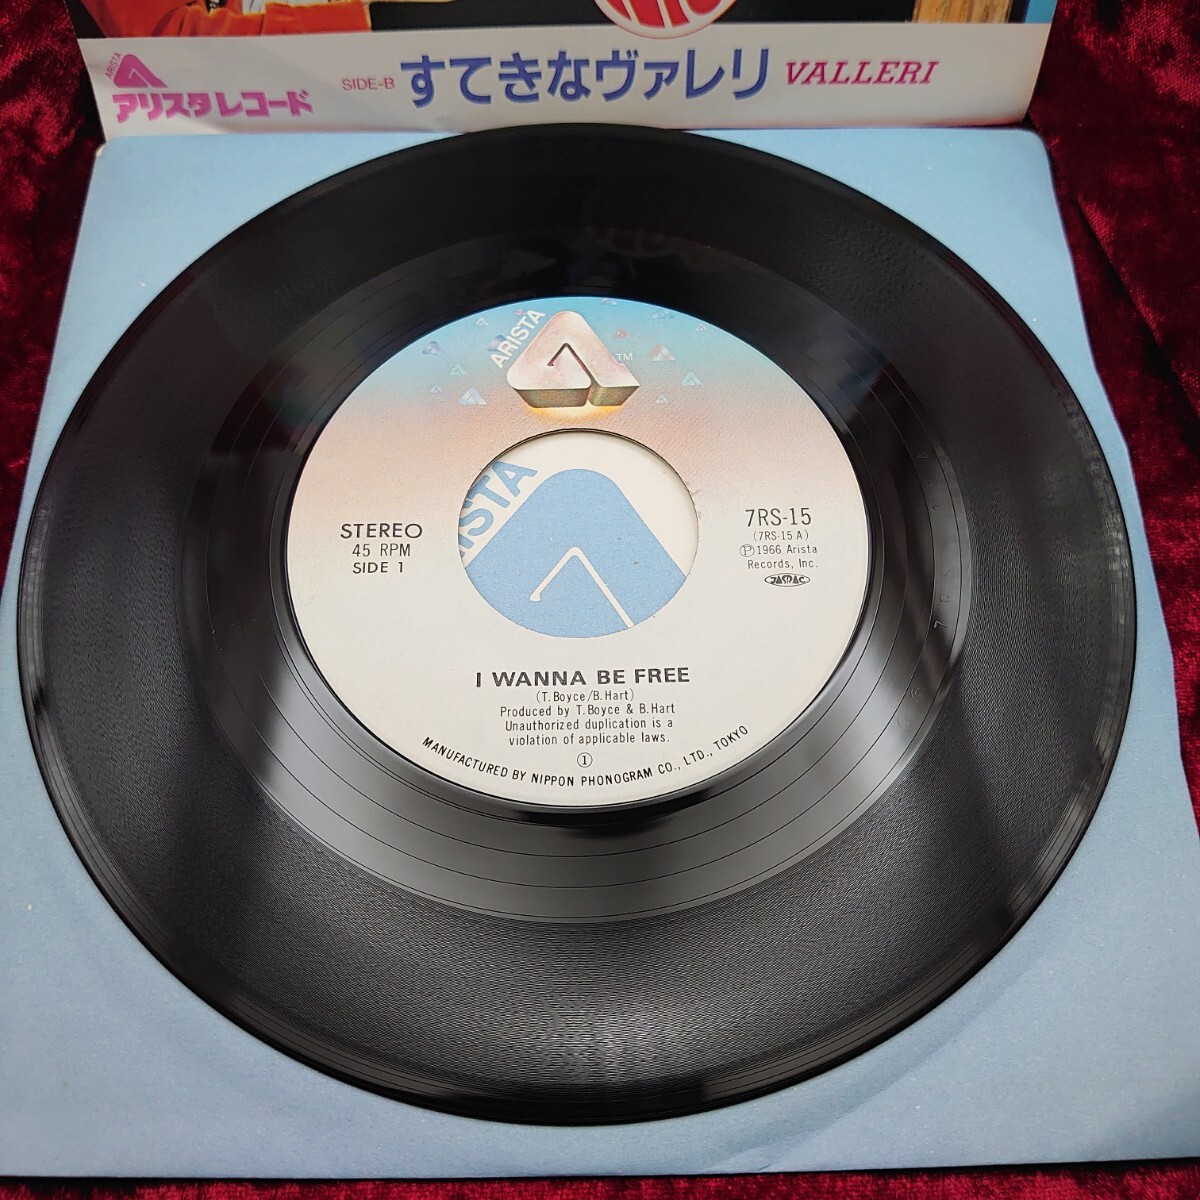 ARISTA
アリスタレコード
SIDE-B すてきなヴァレリ VALLERI
ARISTA
TM
ISTA
STEREO
45 RPM
SIDE 1
7RS-15
(7RS-15 A)
Ⓟ1966 Arista
Records, Inc.
JASRAC
I WANNA BE FREE
(T. Boyce/B. Hart)
Produced by T. Boyce & B. Hart
Unauthorized duplication is a
violation of applicable laws.
①
MANUFACTURED BY NIPPON PHONOGRAM CO., LTD., TOKYO